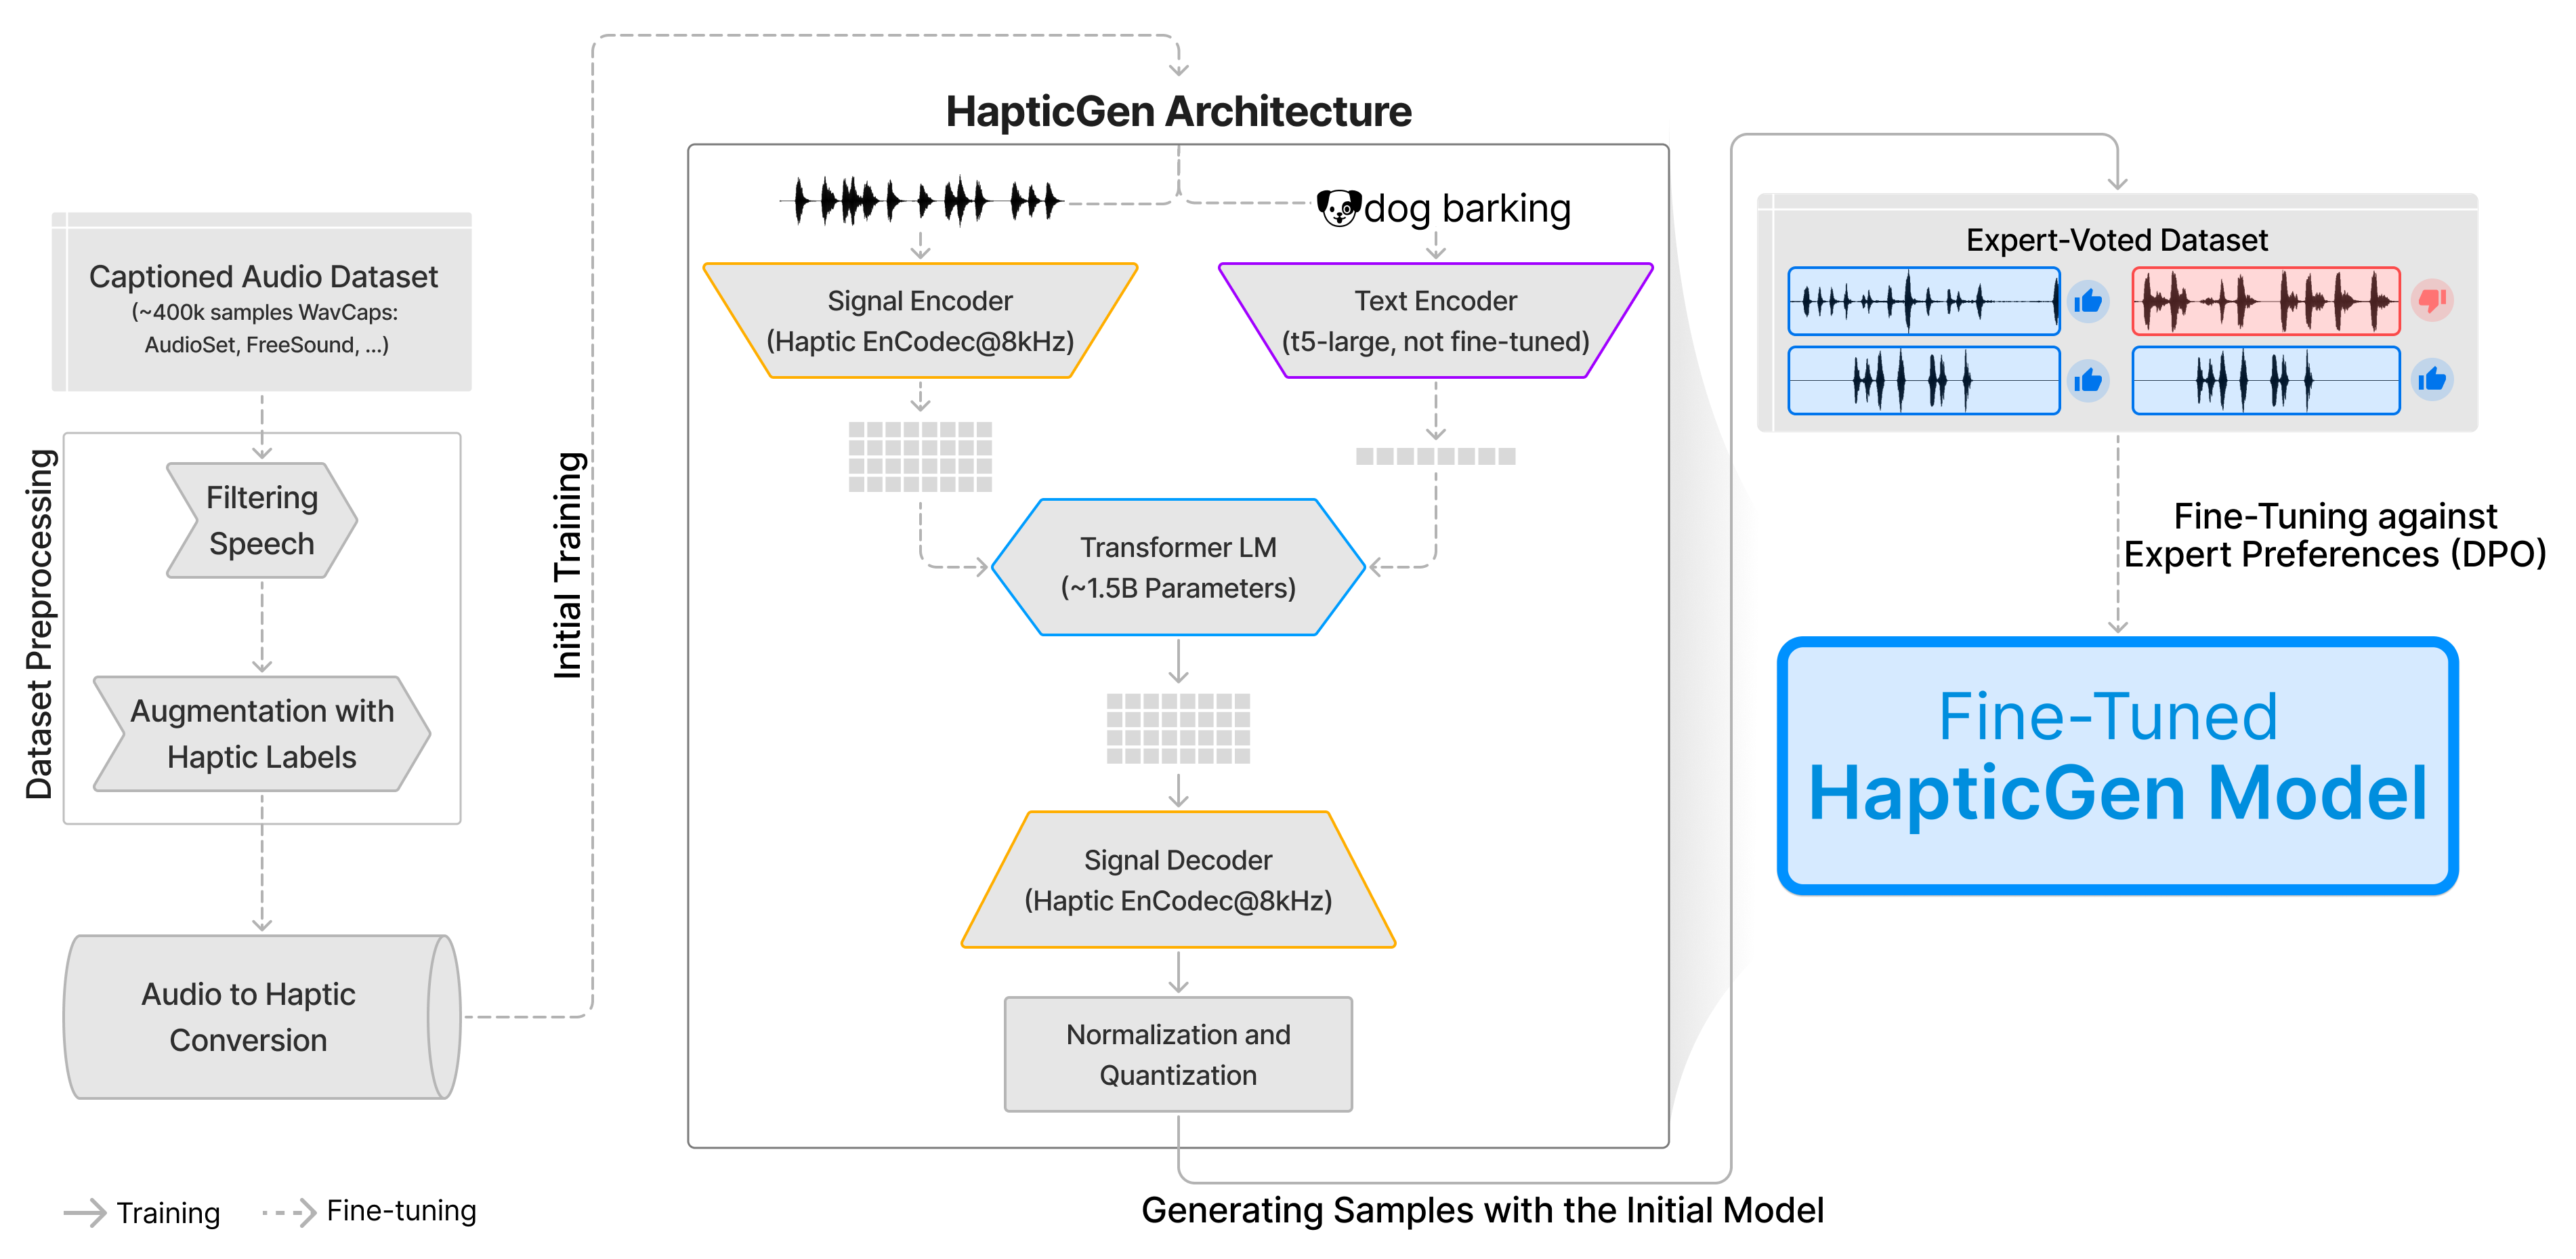 Captioned Audio Dataset
(~400k samples WavCaps:
AudioSet, FreeSound, ...)
Dataset Preprocessing
Filtering
Speech
Augmentation with
Haptic Labels
Audio to Haptic
Conversion
Training
Fine-tuning
Initial Training
HapticGen Architecture
dog barking
Signal Encoder
(Haptic EnCodec@8kHz)
Text Encoder
(t5-large, not fine-tuned)
Transformer LM
(~1.5B Parameters)
Signal Decoder
(Haptic EnCodec@8kHz)
Normalization and
Quantization
Generating Samples with the Initial Model
Expert-Voted Dataset
Fine-Tuning against
Expert Preferences (DPO)
Fine-Tuned
HapticGen Model